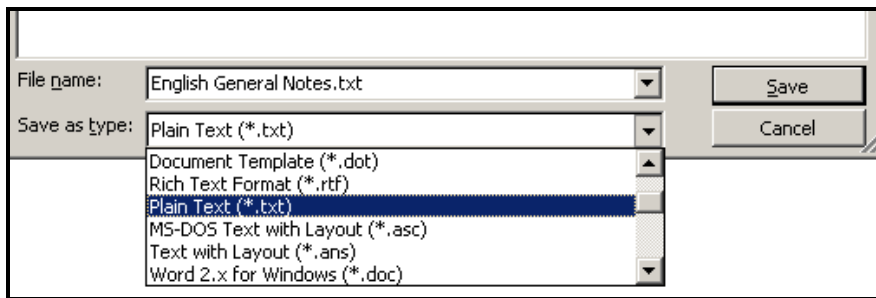 File name: English General Notes.txt Save
Save as type: Plain Text (*.txt) Cancel
Document Template (*.dot)
Rich Text Format (*.rtf)
Plain Text (*.txt)
MS-DOS Text with Layout (*.asc)
Text with Layout (*.ans)
Word 2.x for Windows (*.doc)